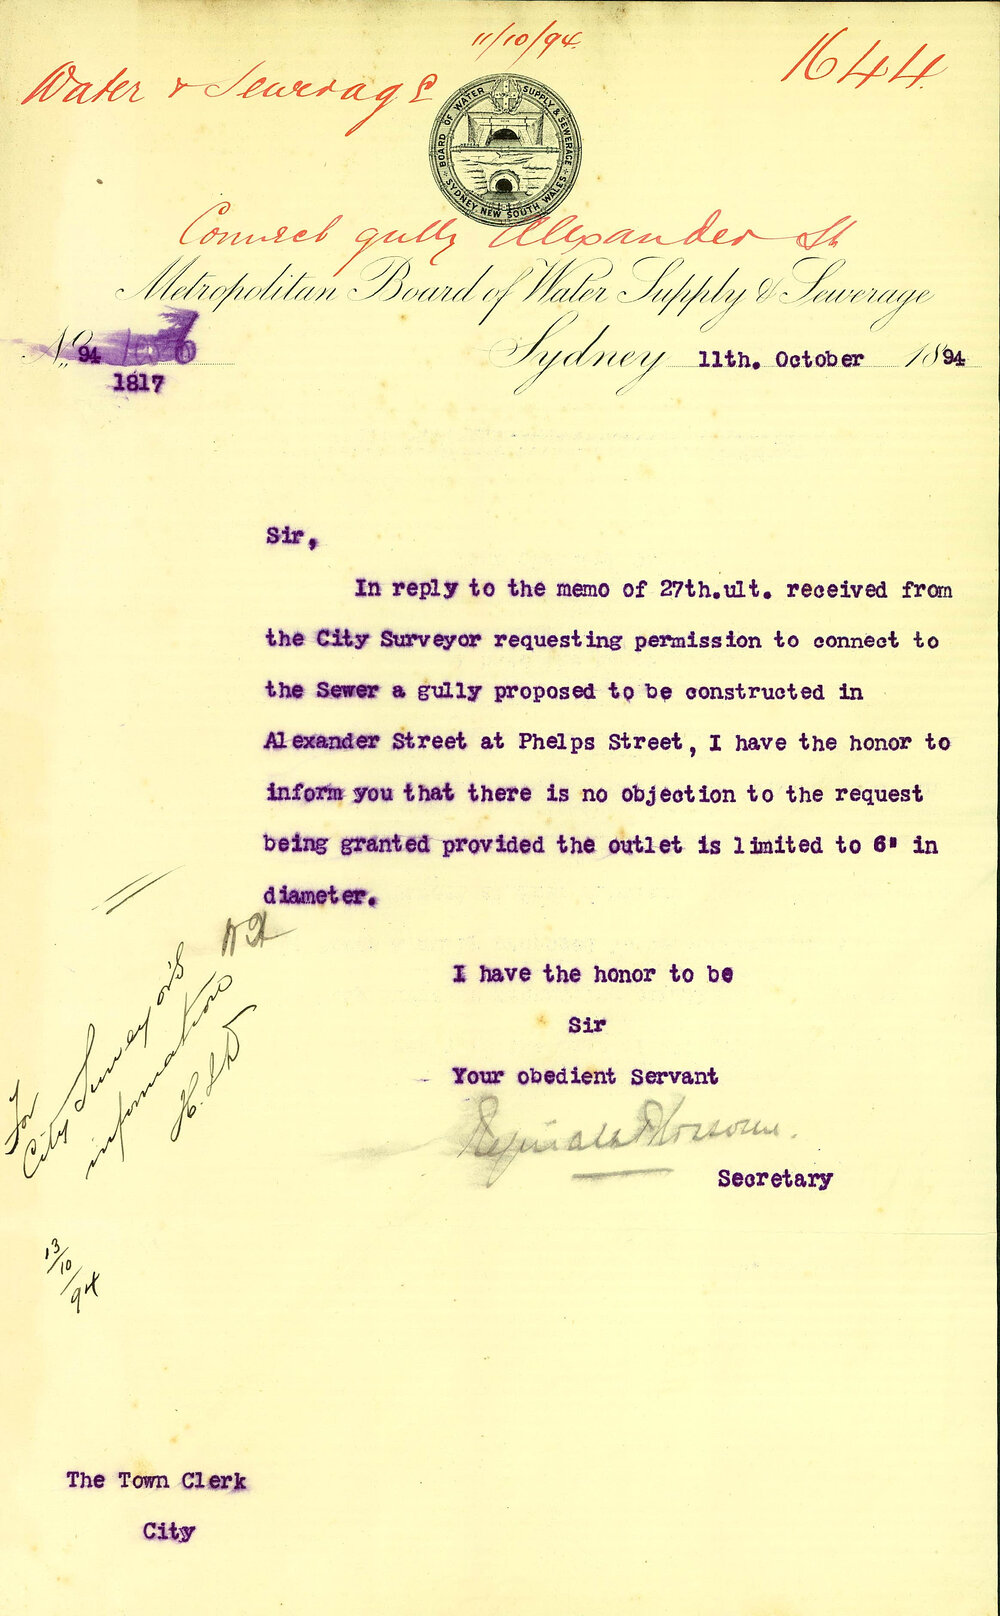 11/10/94.
1644.
Water & Sewerage
BOARD OF WATER SUPPLY & SEWERAGE
SYDNEY NEW SOUTH WALES
Connect gully Alexander St
Metropolitan Board of Water Supply & Sewerage
No. 94
1817
Sydney 11th. October 1894
Sir,
In reply to the memo of 27th.ult. received from
the City Surveyor requesting permission to connect to
the Sewer a gully proposed to be constructed in
Alexander Street at Phelps Street, I have the honor to
inform you that there is no objection to the request
being granted provided the outlet is limited to 6" in
diameter.
I have the honor to be
Sir
Your obedient Servant
Secretary
For
City Surveyor's
information
13/10/94
The Town Clerk
City